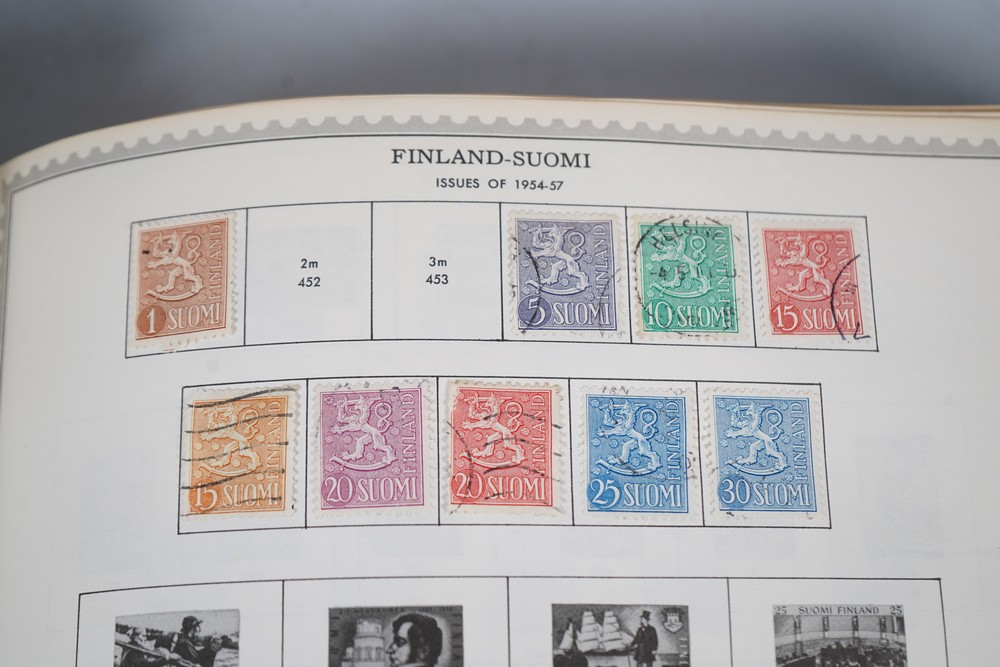 FINLAND-SUOMI
ISSUES OF 1954-57
1 SUOMI
FINLAND
2m
452
3m
453
5 SUOMI
FINLAND
10 SUOMI
FINLAND
15 SUOMI
FINLAND
15 SUOMI
FINLAND
20 SUOMI
FINLAND
20 SUOMI
FINLAND
25 SUOMI
FINLAND
30 SUOMI
FINLAND
25 SUOMI FINLAND 25